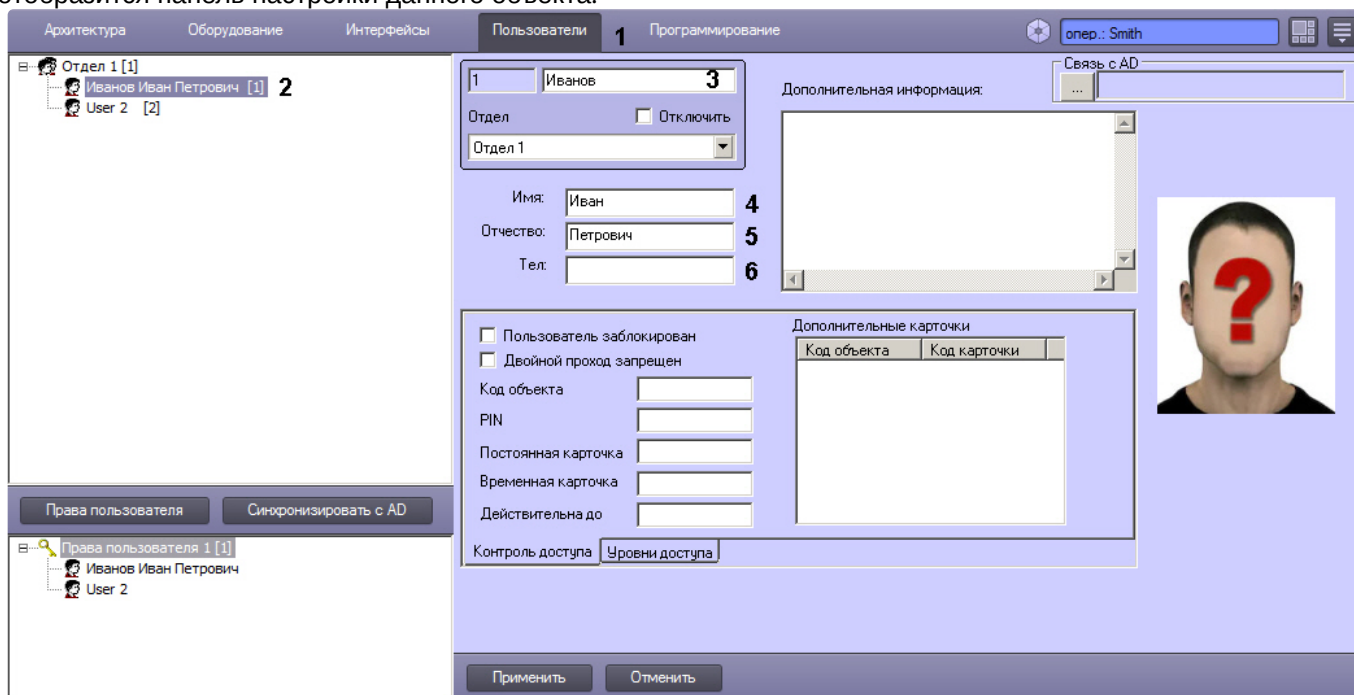 отобразится панель настройки данного объекта.
Архитектура Оборудование Интерфейсы Пользователи 1 Программирование опер.: Smith
Отдел 1 [1]
Иванов Иван Петрович [1] 2
User 2 [2]
1 Иванов 3
Отдел Отключить
Отдел 1
Имя: Иван 4
Отчество: Петрович 5
Тел: 6
Дополнительная информация:
Связь с AD
...
?
Пользователь заблокирован
Двойной проход запрещен
Код объекта
PIN
Постоянная карточка
Временная карточка
Действительна до
Дополнительные карточки
Код объекта Код карточки
Контроль доступа Уровни доступа
Права пользователя Синхронизировать с AD
Права пользователя 1 [1]
Иванов Иван Петрович
User 2
Применить Отменить